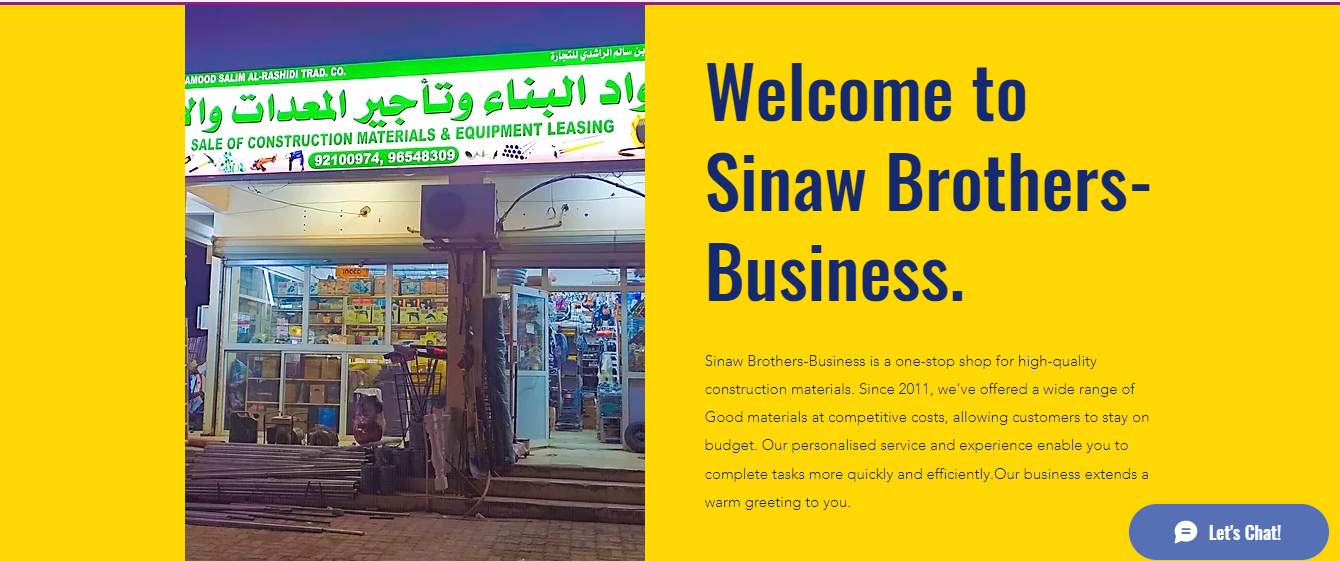 بن سالم الراشدي للتجارة
AMOOD SALIM AL-RASHIDI TRAD. CO.
واد البناء وتأجير المعدات والا
SALE OF CONSTRUCTION MATERIALS & EQUIPMENT LEASING
92100974, 96548309
INGCO
Welcome to
Sinaw Brothers-
Business.
Sinaw Brothers-Business is a one-stop shop for high-quality
construction materials. Since 2011, we've offered a wide range of
Good materials at competitive costs, allowing customers to stay on
budget. Our personalised service and experience enable you to
complete tasks more quickly and efficiently.Our business extends a
warm greeting to you.
Let's Chat!